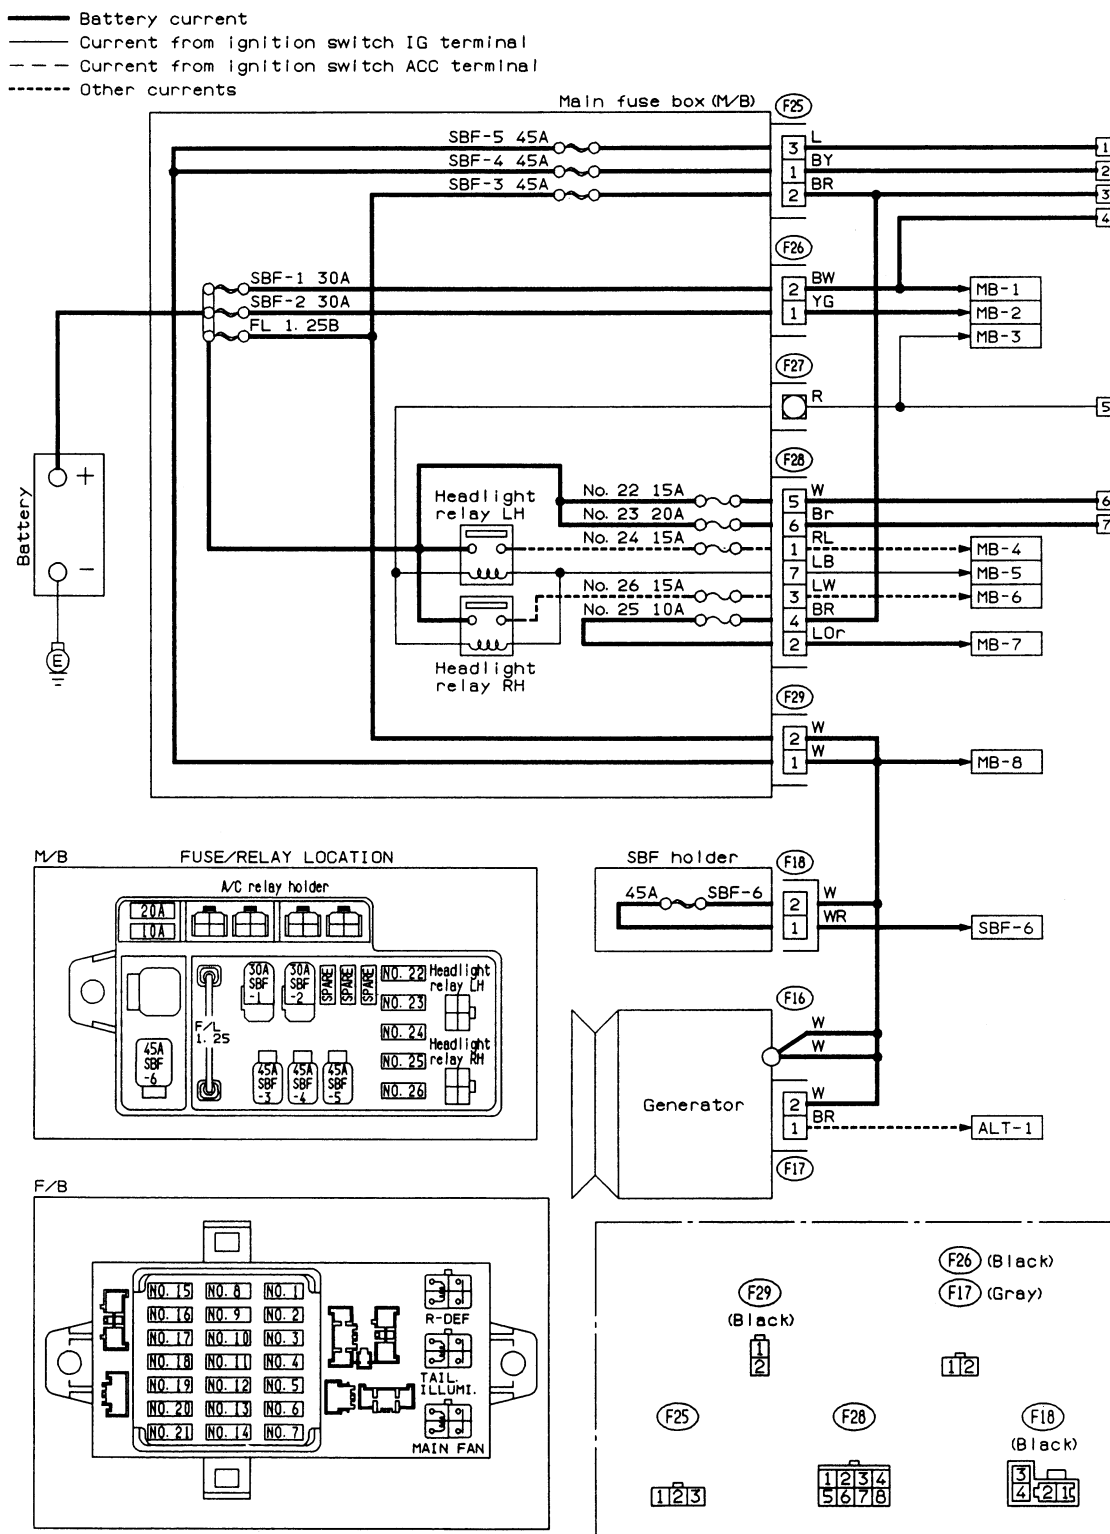 Battery current
Current from ignition switch IG terminal
Current from ignition switch ACC terminal
Other currents
Main fuse box (M/B)
F25
SBF-5 45A
3
L
1
SBF-4 45A
1
BY
2
SBF-3 45A
2
BR
3
4
F26
SBF-1 30A
2
BW
MB-1
SBF-2 30A
1
YG
MB-2
FL 1.25B
MB-3
F27
R
5
F28
No. 22 15A
5
W
6
No. 23 20A
6
Br
7
Headlight
relay LH
No. 24 15A
1
RL
MB-4
7
LB
MB-5
No. 26 15A
3
LW
MB-6
No. 25 10A
4
BR
2
LOr
MB-7
Headlight
relay RH
Battery
+
-
E
F29
2
W
1
W
MB-8
M/B
FUSE/RELAY LOCATION
A/C relay holder
20A
10A
30A
SBF
-1
30A
SBF
-2
SPARE
SPARE
SPARE
NO. 22
Headlight
relay LH
NO. 23
F/L
1.25
NO. 24
Headlight
relay RH
45A
SBF
-6
NO. 25
45A
SBF
-3
45A
SBF
-4
45A
SBF
-5
NO. 26
SBF holder
F18
45A
SBF-6
2
W
1
WR
SBF-6
F16
W
W
Generator
2
W
1
BR
ALT-1
F17
F/B
NO. 15
NO. 8
NO. 1
NO. 16
NO. 9
NO. 2
NO. 17
NO. 10
NO. 3
NO. 18
NO. 11
NO. 4
NO. 19
NO. 12
NO. 5
NO. 20
NO. 13
NO. 6
NO. 21
NO. 14
NO. 7
R-DEF
TAIL.
ILLUMI.
MAIN FAN
F26 (Black)
F29
F17 (Gray)
(Black)
1
2
1 2
F25
F28
F18
(Black)
1 2 3
1 2 3 4
5 6 7 8
3
4 2 1